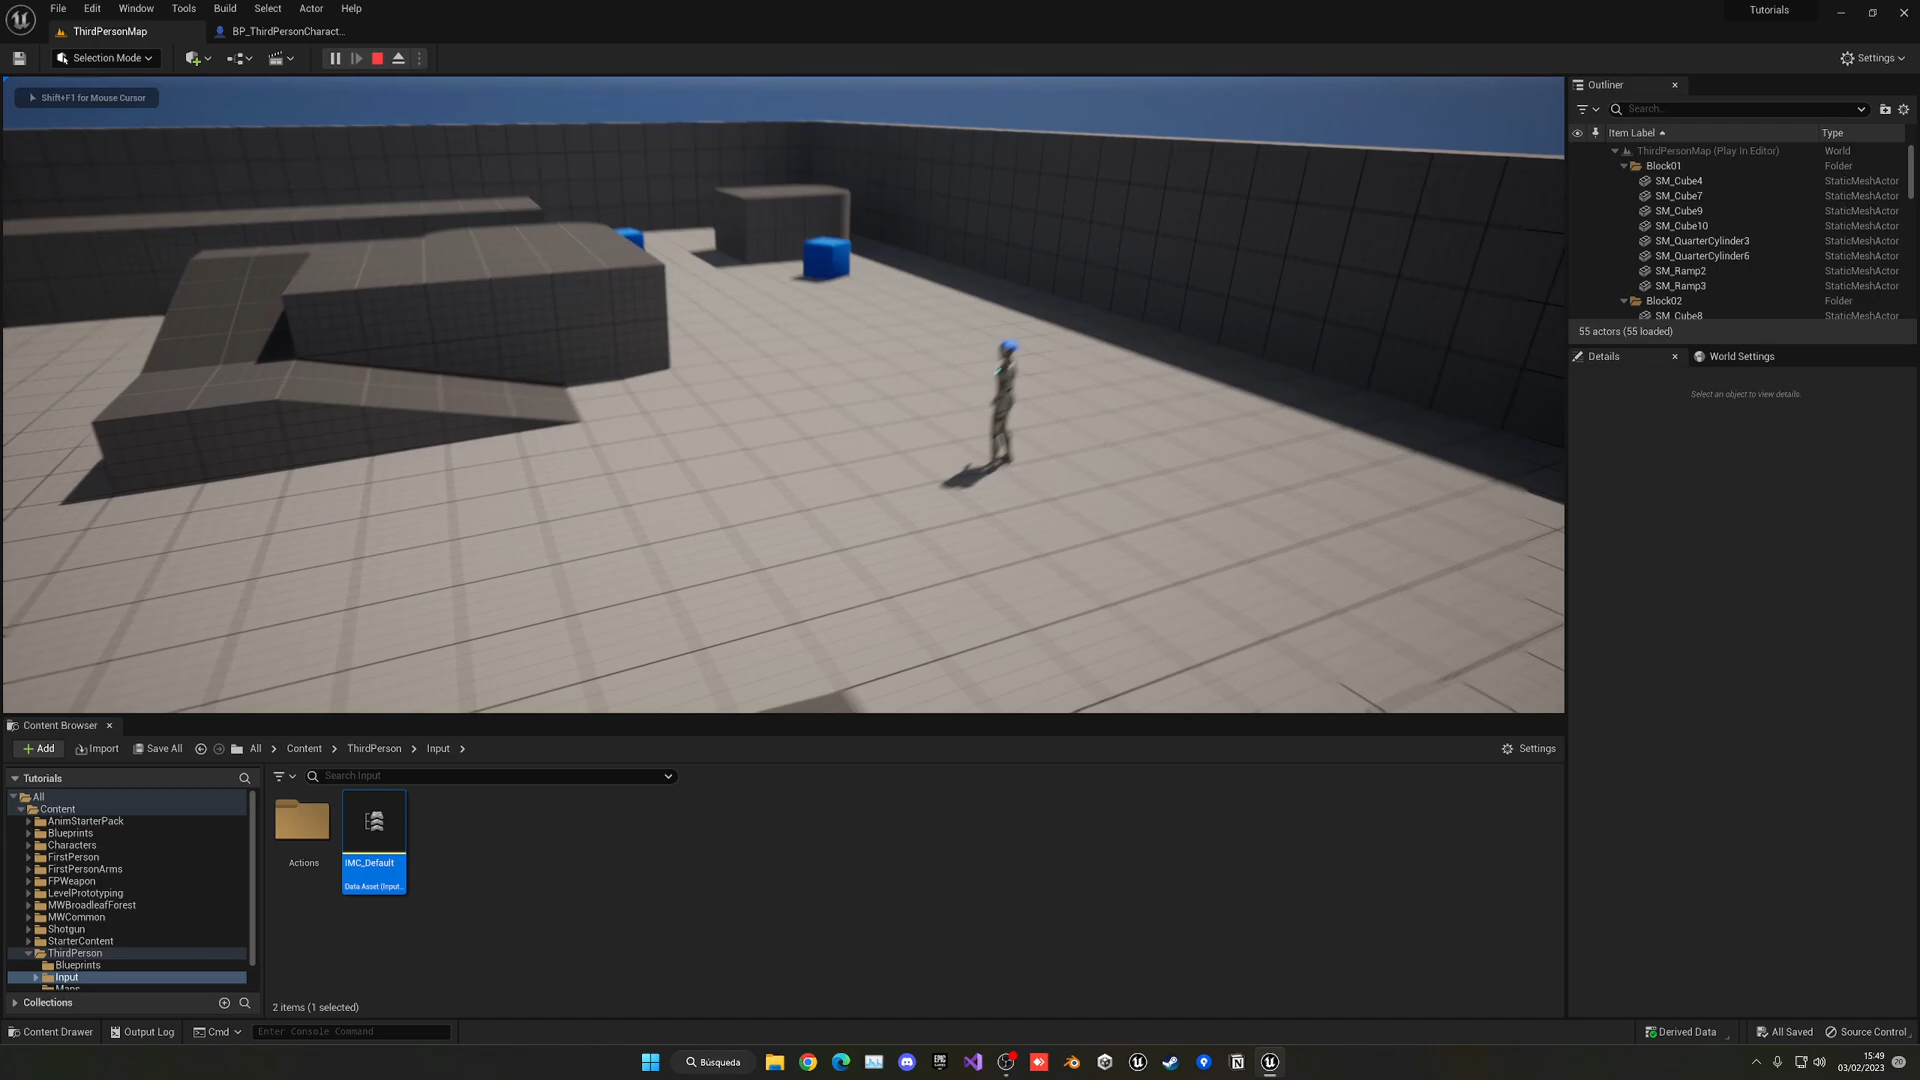 File Edit Window Tools Build Select Actor Help
Tutorials
ThirdPersonMap
BP_ThirdPersonCharact...
Selection Mode
Settings
Shift+F1 for Mouse Cursor
Outliner
Search...
Item Label
Type
ThirdPersonMap (Play In Editor) World
Block01 Folder
SM_Cube4 StaticMeshActor
SM_Cube7 StaticMeshActor
SM_Cube9 StaticMeshActor
SM_Cube10 StaticMeshActor
SM_QuarterCylinder3 StaticMeshActor
SM_QuarterCylinder6 StaticMeshActor
SM_Ramp2 StaticMeshActor
SM_Ramp3 StaticMeshActor
Block02 Folder
SM_Cube8 StaticMeshActor
55 actors (55 loaded)
Details
World Settings
Select an object to view details.
Content Browser
Add Import Save All All Content ThirdPerson Input
Settings
Tutorials
Search Input
All
Content
AnimStarterPack
Blueprints
Characters
FirstPerson
FirstPersonArms
FPWeapon
LevelPrototyping
MWBroadleafForest
MWCommon
Shotgun
StarterContent
ThirdPerson
Blueprints
Input
Maps
Actions
IMC_Default
Data Asset (Input...
Collections
2 items (1 selected)
Content Drawer Output Log Cmd Enter Console Command
Derived Data All Saved Source Control
Búsqueda
15:49
03/02/2023
20